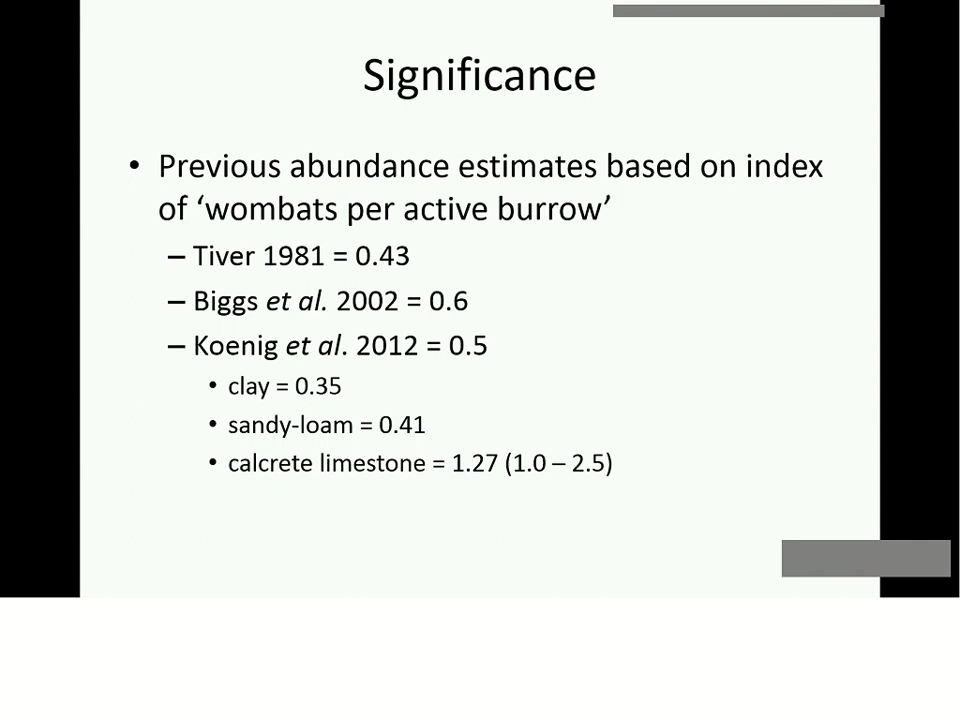 Significance
• Previous abundance estimates based on index
of ‘wombats per active burrow’
– Tiver 1981 = 0.43
– Biggs et al. 2002 = 0.6
– Koenig et al. 2012 = 0.5
• clay = 0.35
• sandy-loam = 0.41
• calcrete limestone = 1.27 (1.0 – 2.5)